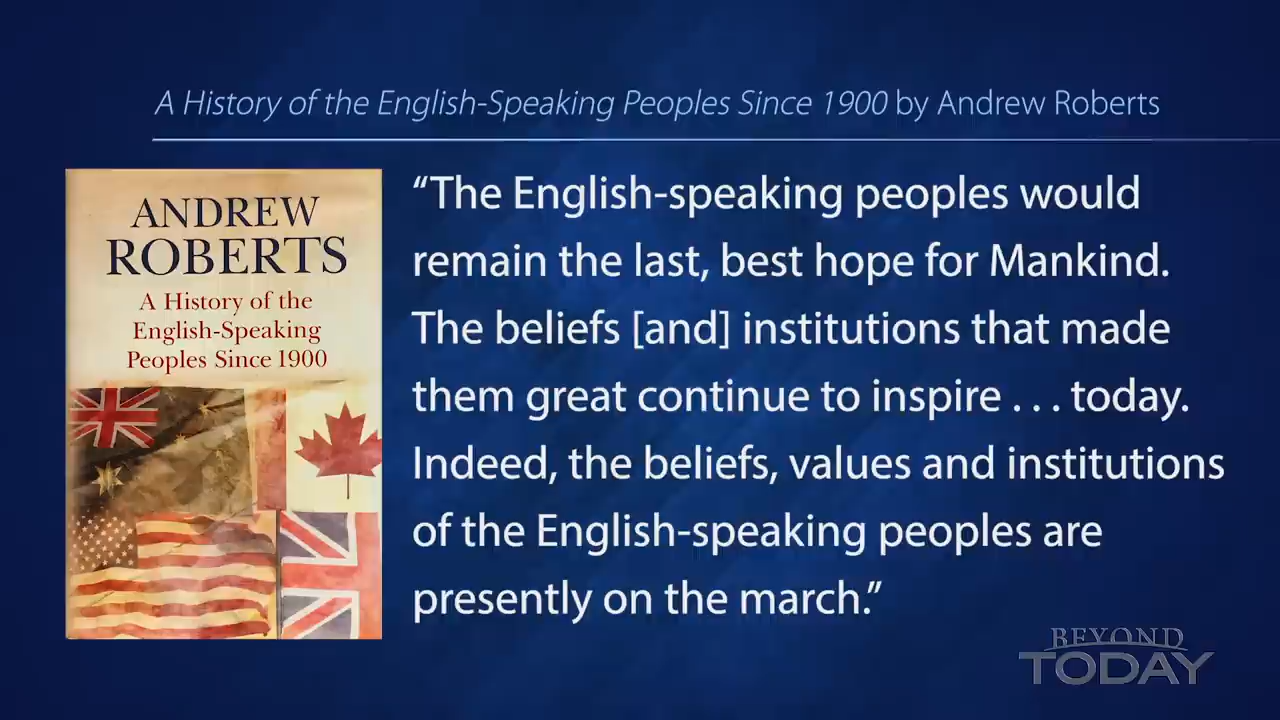 A History of the English-Speaking Peoples Since 1900 by Andrew Roberts
ANDREW
ROBERTS
A History of the
English-Speaking
Peoples Since 1900
“The English-speaking peoples would
remain the last, best hope for Mankind.
The beliefs [and] institutions that made
them great continue to inspire . . . today.
Indeed, the beliefs, values and institutions
of the English-speaking peoples are
presently on the march.”
BEYOND
TODAY